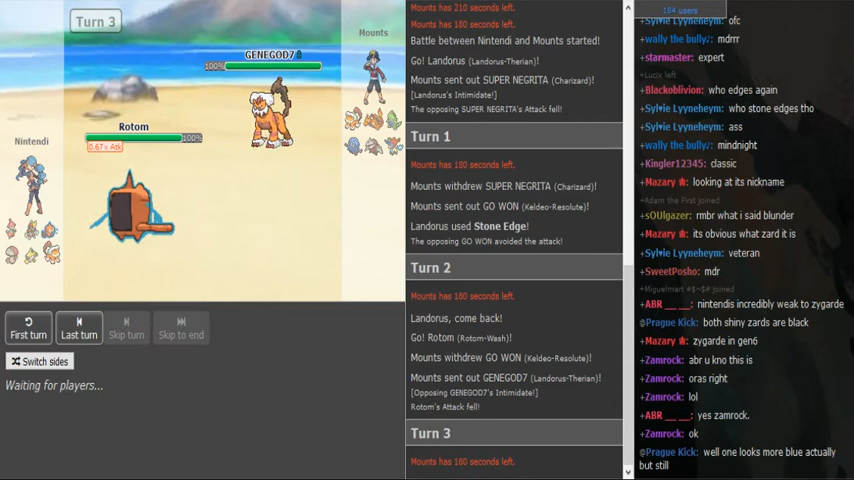 Turn 3
GENEGOD7
100%
Rotom
100%
0.67x Atk
Nintendi
Mounts
First turn
Last turn
Skip turn
Skip to end
Switch sides
Waiting for players...
Mounts has 210 seconds left.
Mounts has 180 seconds left.
Battle between Nintendi and Mounts started!
Go! Landorus (Landorus-Therian)!
Mounts sent out SUPER NEGRITA (Charizard)!
[Landorus's Intimidate!]
The opposing SUPER NEGRITA's Attack fell!
Turn 1
Mounts has 180 seconds left.
Mounts withdrew SUPER NEGRITA (Charizard)!
Mounts sent out GO WON (Keldeo-Resolute)!
Landorus used Stone Edge!
The opposing GO WON avoided the attack!
Turn 2
Mounts has 180 seconds left.
Landorus, come back!
Go! Rotom (Rotom-Wash)!
Mounts withdrew GO WON (Keldeo-Resolute)!
Mounts sent out GENEGOD7 (Landorus-Therian)!
[Opposing GENEGOD7's Intimidate!]
Rotom's Attack fell!
Turn 3
Mounts has 180 seconds left.
184 users
+Sylvie Lyyneheym: ofc
+wally the bully♪: mdrrr
+starmaster: expert
Lucix left
+Blackoblivion: who edges again
+Sylvie Lyyneheym: who stone edges tho
+Sylvie Lyyneheym: ass
+wally the bully♪: mindnight
+Kingler12345: classic
+Mazary: looking at its nickname
Adam the First joined
+sOUlgazer: rmbr what i said blunder
+Mazary: its obvious what zard it is
+Sylvie Lyyneheym: veteran
+SweetPosho: mdr
Miguelmart #$~$# joined
+ABR __ __: nintendis incredibly weak to zygarde
@Prague Kick: both shiny zards are black
+Mazary: zygarde in gen6
+Zamrock: abr u kno this is
+Zamrock: oras right
+Zamrock: lol
+ABR __ __: yes zamrock.
+Zamrock: ok
@Prague Kick: well one looks more blue actually
but still